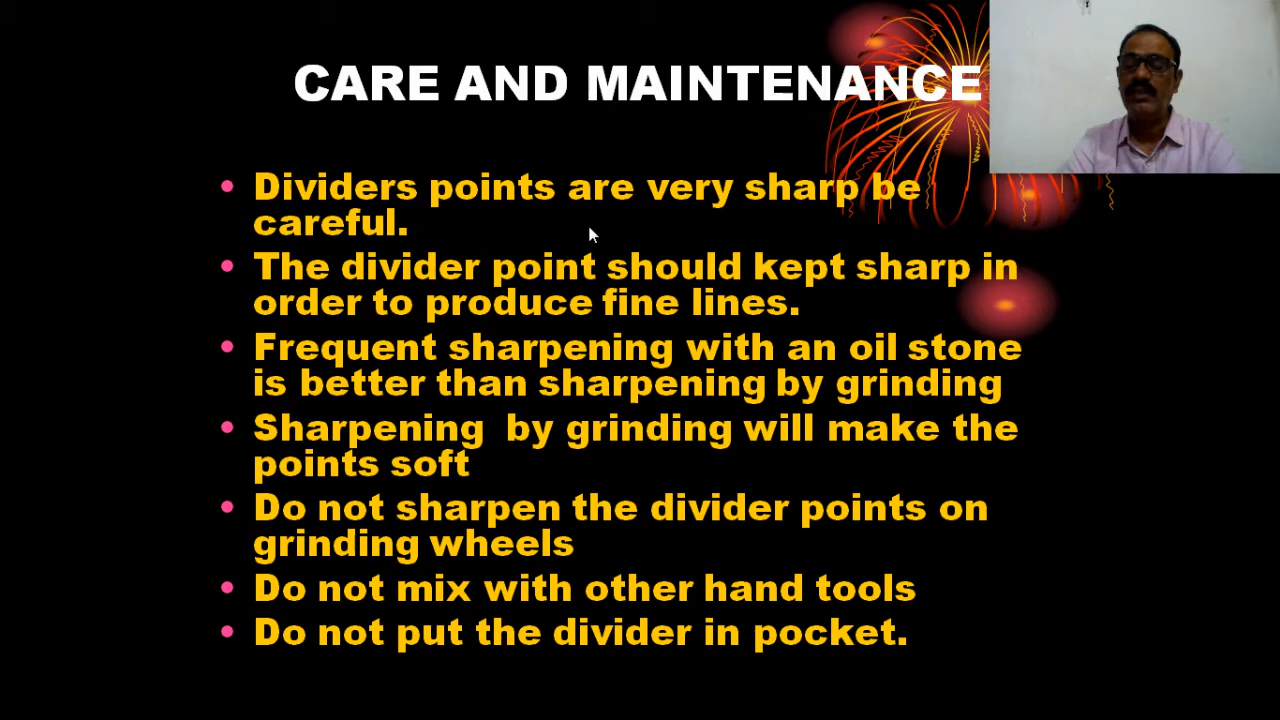 CARE AND MAINTENANCE
• Dividers points are very sharp be
careful.
• The divider point should kept sharp in
order to produce fine lines.
• Frequent sharpening with an oil stone
is better than sharpening by grinding
• Sharpening  by grinding will make the
points soft
• Do not sharpen the divider points on
grinding wheels
• Do not mix with other hand tools
• Do not put the divider in pocket.